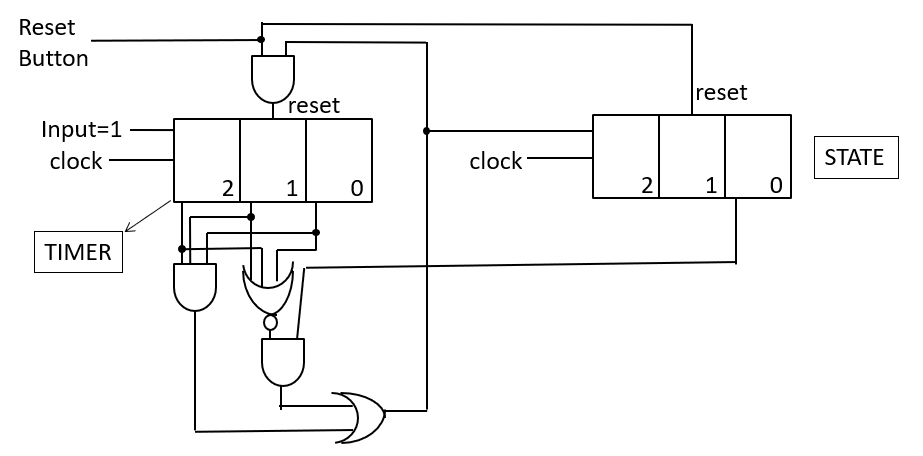 Reset
Button
reset
reset
Input=1
clock
clock
2 1 0
2 1 0
STATE
TIMER